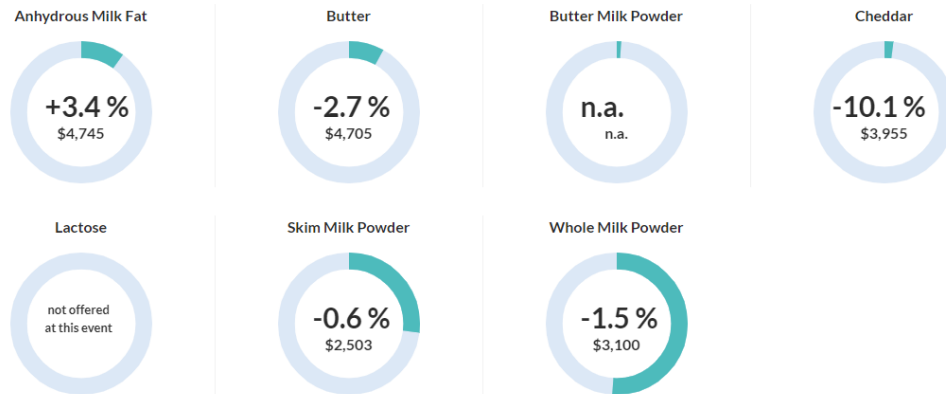 Anhydrous Milk Fat
+3.4 %
$4,745
Butter
-2.7 %
$4,705
Butter Milk Powder
n.a.
n.a.
Cheddar
-10.1 %
$3,955
Lactose
not offered
at this event
Skim Milk Powder
-0.6 %
$2,503
Whole Milk Powder
-1.5 %
$3,100